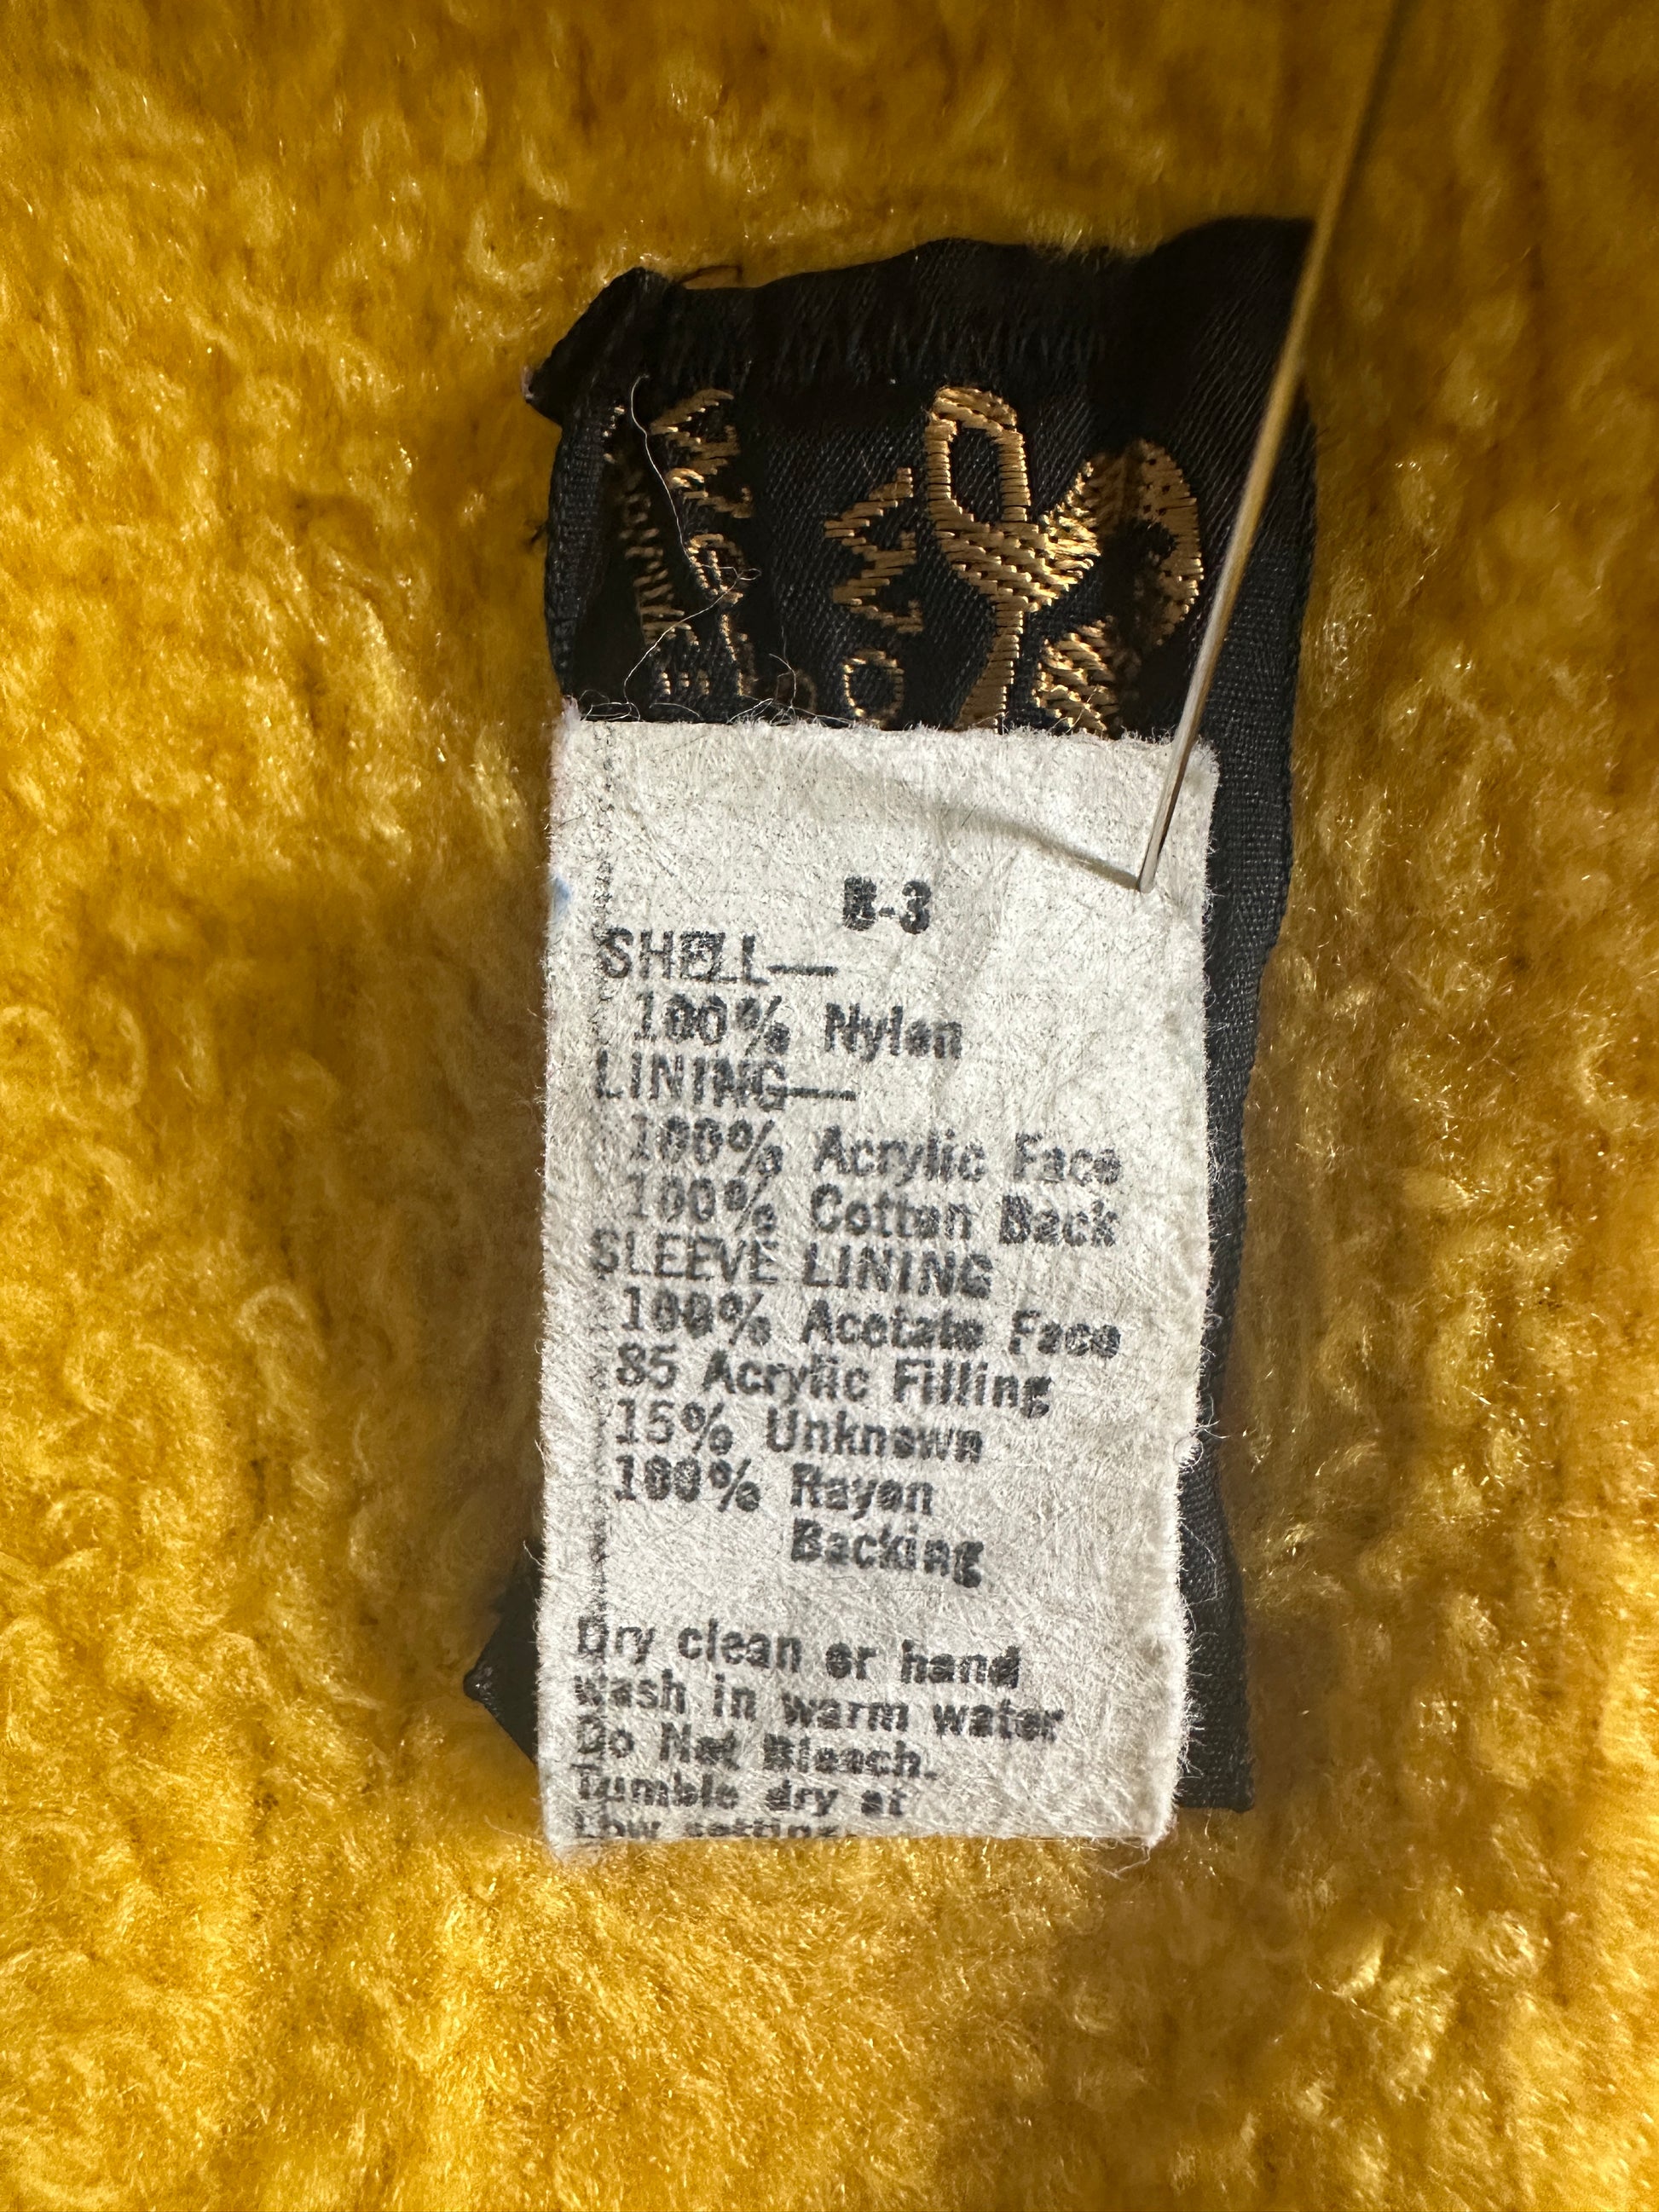 B-3
SHELL—
100% Nylon
LINING—
100% Acrylic Face
100% Cotton Back
SLEEVE LINING
100% Acetate Face
85 Acrylic Filling
15% Unknown
100% Rayon
Backing
Dry clean or hand
wash in warm water
Do Not Bleach.
Tumble dry at
Low setting.